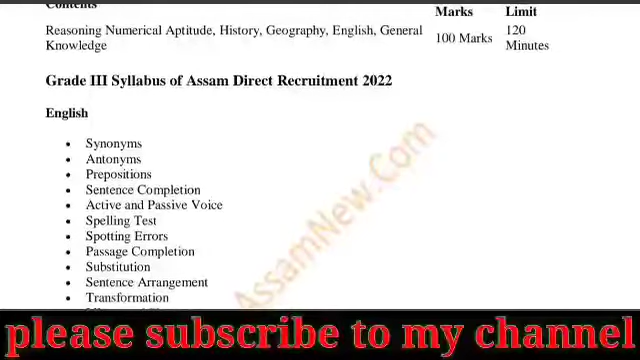 Contents
Marks
Limit
Reasoning Numerical Aptitude, History, Geography, English, General
Knowledge
100 Marks
120
Minutes
Grade III Syllabus of Assam Direct Recruitment 2022
English
• Synonyms
• Antonyms
• Prepositions
• Sentence Completion
• Active and Passive Voice
• Spelling Test
• Spotting Errors
• Passage Completion
• Substitution
• Sentence Arrangement
• Transformation
AssamNew.Com
please subscribe to my channel